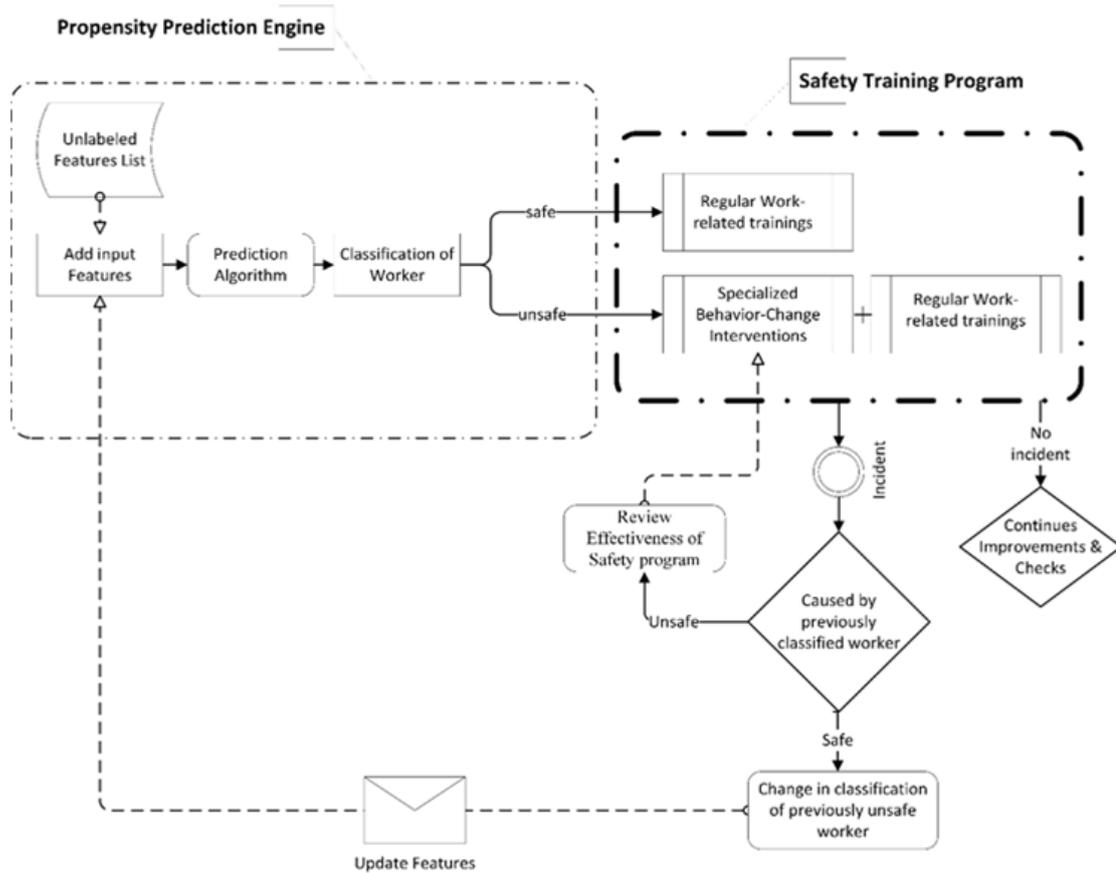 Propensity Prediction Engine
Safety Training Program
Unlabeled
Features List
Add input
Features
Prediction
Algorithm
Classification of
Worker
safe
unsafe
Regular Work-
related trainings
Specialized
Behavior-Change
Interventions
+
Regular Work-
related trainings
Incident
No
incident
Continues
Improvements &
Checks
Review
Effectiveness of
Safety program
Unsafe
Caused by
previously
classified worker
Safe
Change in classification
of previously unsafe
worker
Update Features